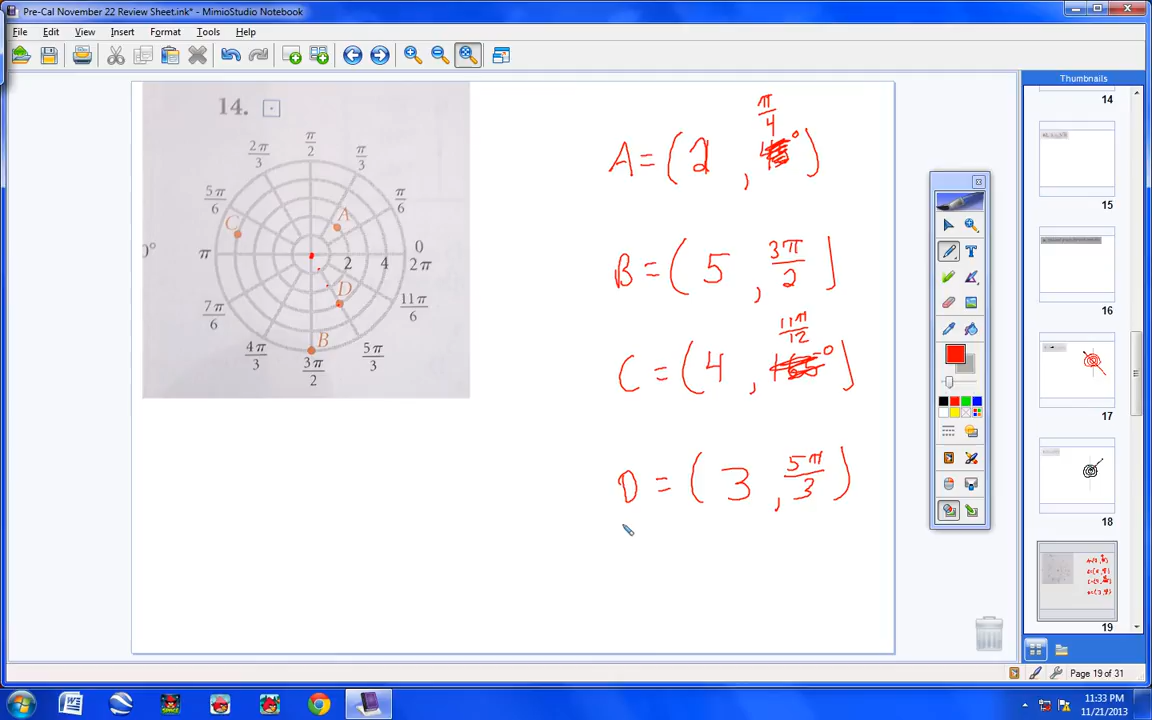 Pre-Cal November 22 Review Sheet.ink* - MimioStudio Notebook
File Edit View Insert Format Tools Help
Thumbnails
14
15
16
17
18
19
14.
π/2
2π/3 π/3
5π/6 π/6
C A
0° π 2 4 0
2π
D
7π/6 11π/6
B
4π/3 5π/3
3π/2
π/4
A = (2 , °)
B = (5 , 3π/2)
11π/12
C = (4 , °)
D = (3 , 5π/3)
T
Page 19 of 31
W
11:33 PM
11/21/2013